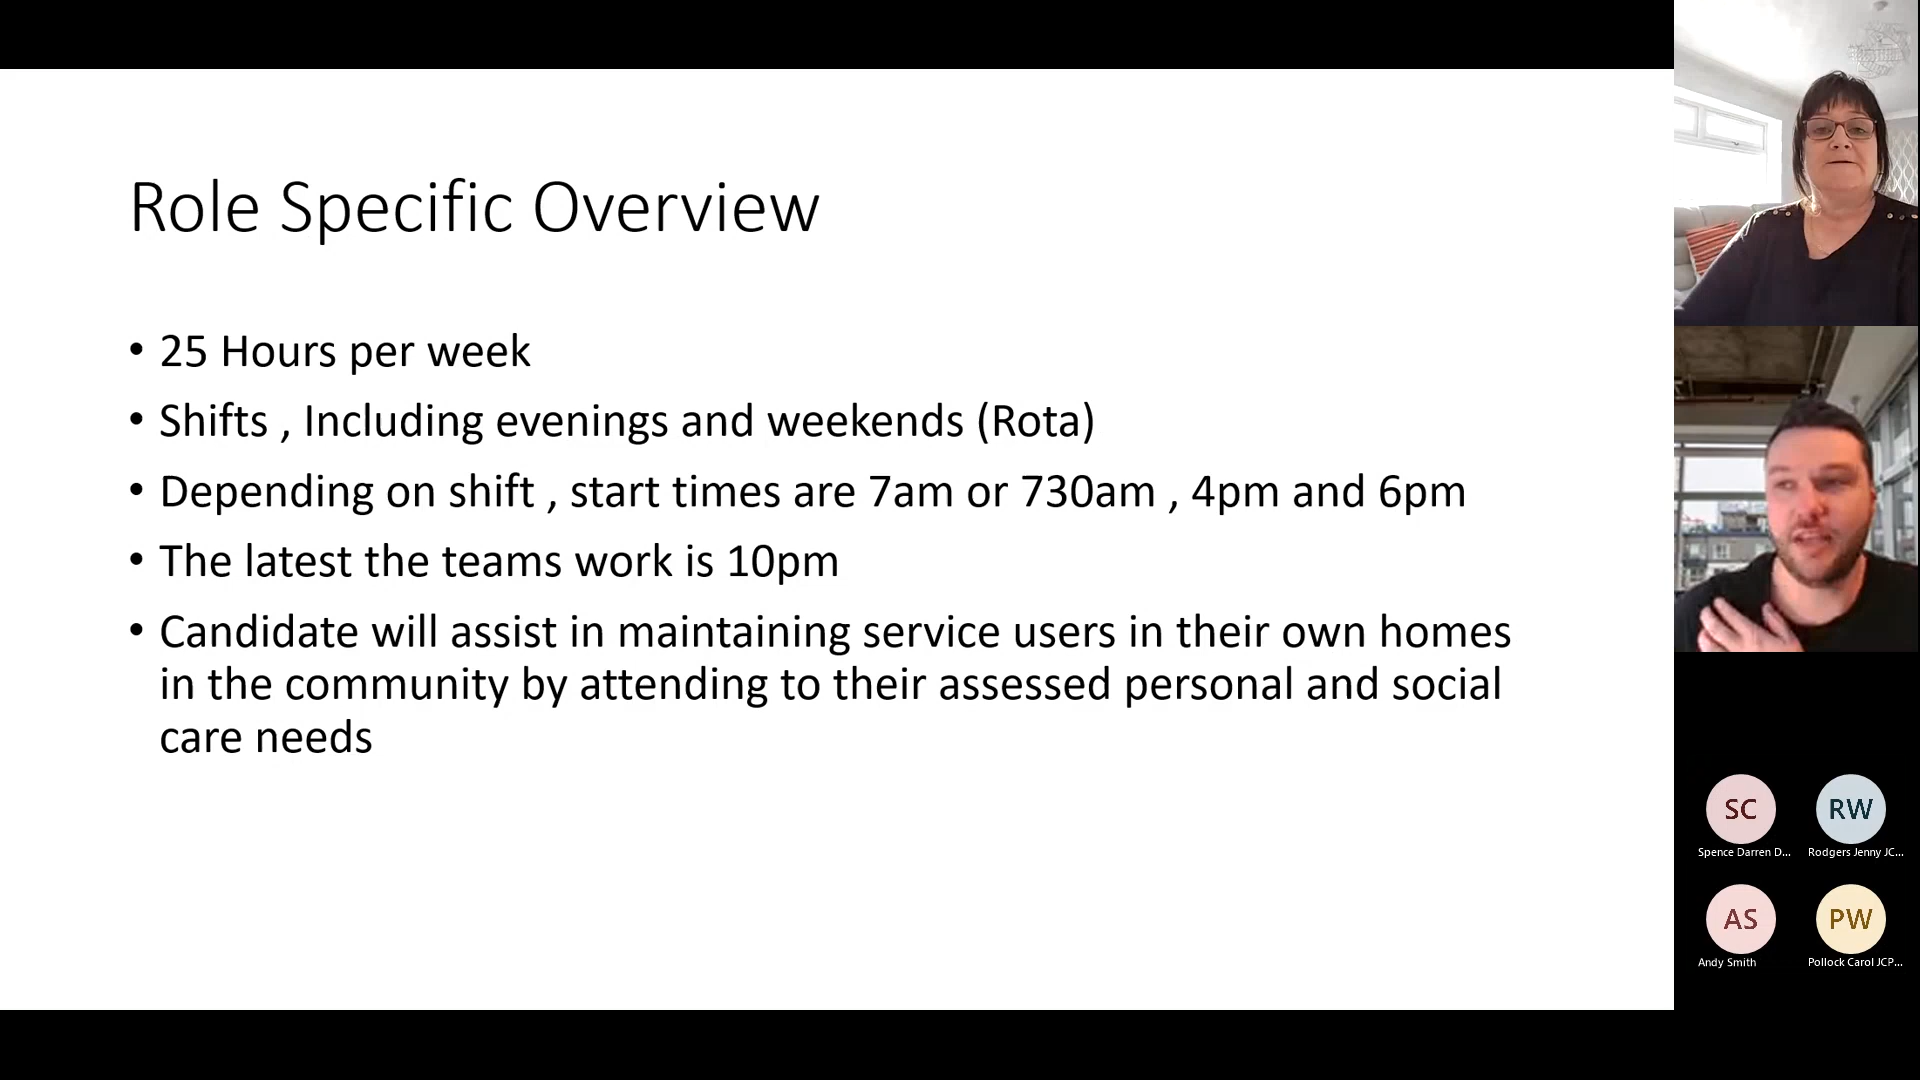 Role Specific Overview
• 25 Hours per week
• Shifts , Including evenings and weekends (Rota)
• Depending on shift , start times are 7am or 730am , 4pm and 6pm
• The latest the teams work is 10pm
• Candidate will assist in maintaining service users in their own homes
in the community by attending to their assessed personal and social
care needs
SC
RW
Spence Darren D...
Rodgers Jenny JC...
AS
PW
Andy Smith
Pollock Carol JCP...